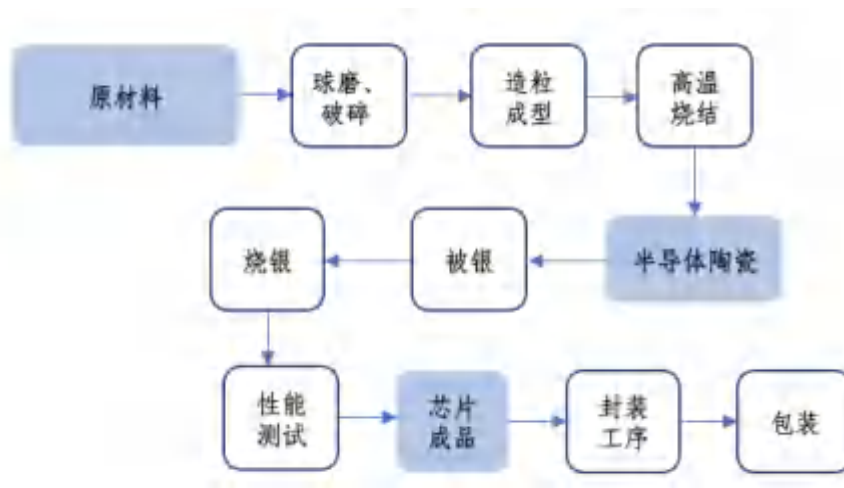 原材料
球磨、
破碎
造粒
成型
高温
烧结
半导体陶瓷
被银
烧银
性能
测试
芯片
成品
封装
工序
包装